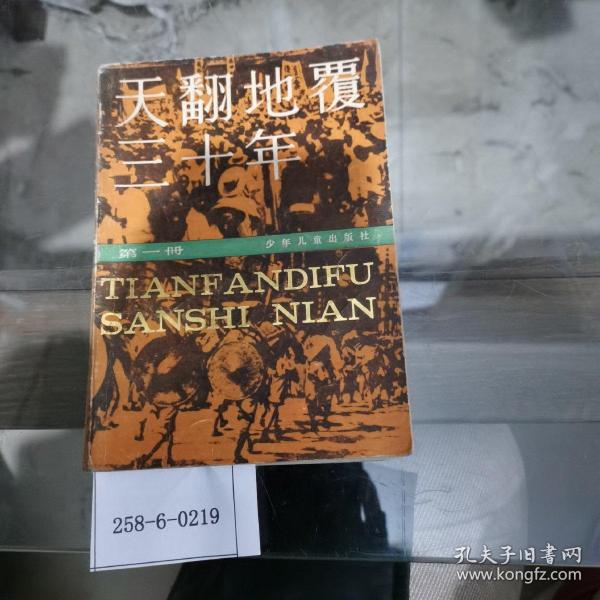 天翻地覆
三十年
第一册
少年儿童出版社
TIANFANDIFU
SANSHI NIAN
258-6-0219
孔夫子旧書网
www.kongfz.com